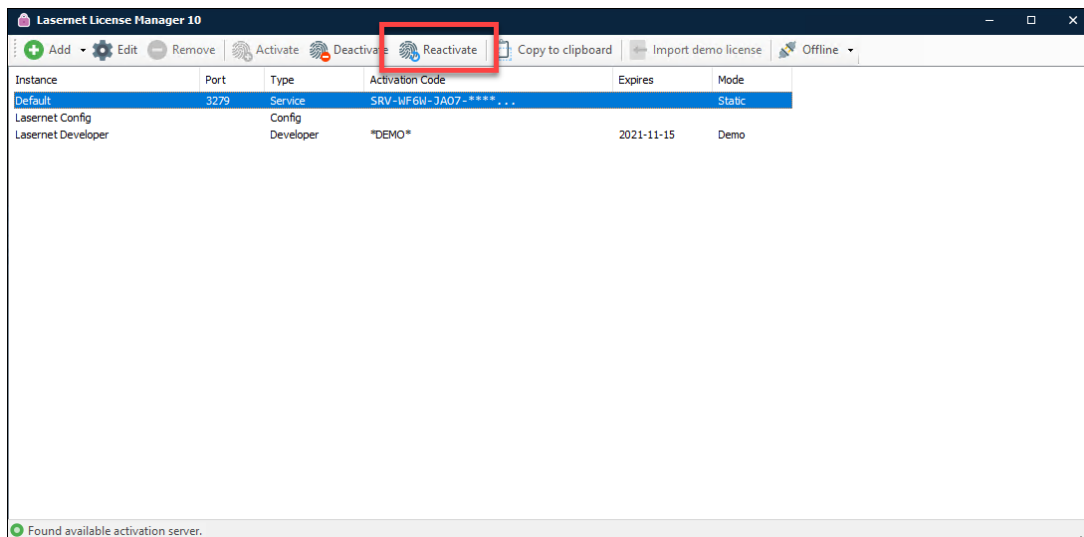 Lasernet License Manager 10
Add Edit Remove Activate Deactivate Reactivate Copy to clipboard Import demo license Offline
Instance Port Type Activation Code Expires Mode
Default 3279 Service SRV-WF6W-JAO7-****... Static
Lasernet Config Config
Lasernet Developer Developer *DEMO* 2021-11-15 Demo
Found available activation server.